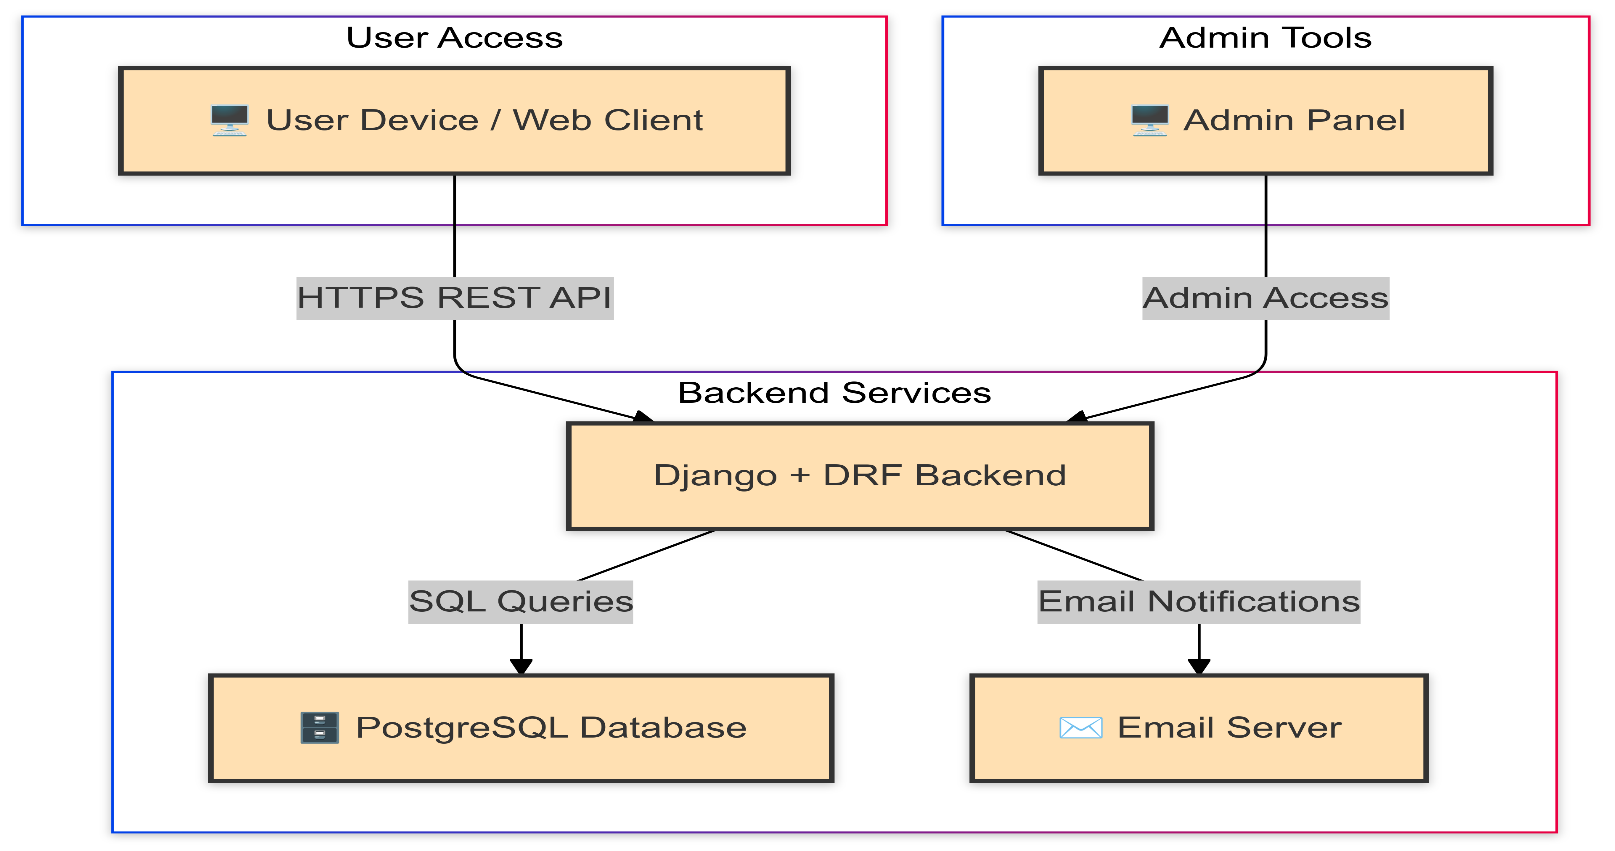 User Access
Admin Tools
User Device / Web Client
Admin Panel
HTTPS REST API
Admin Access
Backend Services
Django + DRF Backend
SQL Queries
Email Notifications
PostgreSQL Database
Email Server